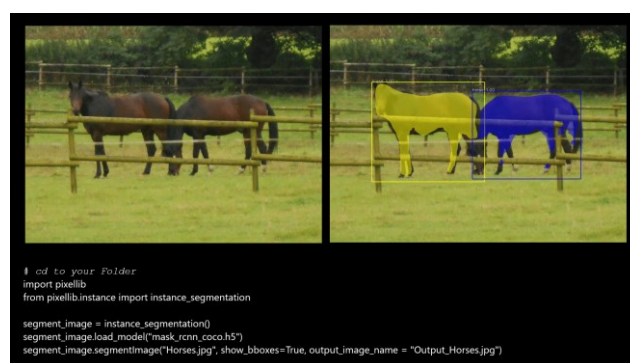 # cd to your Folder
import pixellib
from pixellib.instance import instance_segmentation
segment_image = instance_segmentation()
segment_image.load_model("mask_rcnn_coco.h5")
segment_image.segmentImage("Horses.jpg", show_bboxes=True, output_image_name = "Output_Horses.jpg")